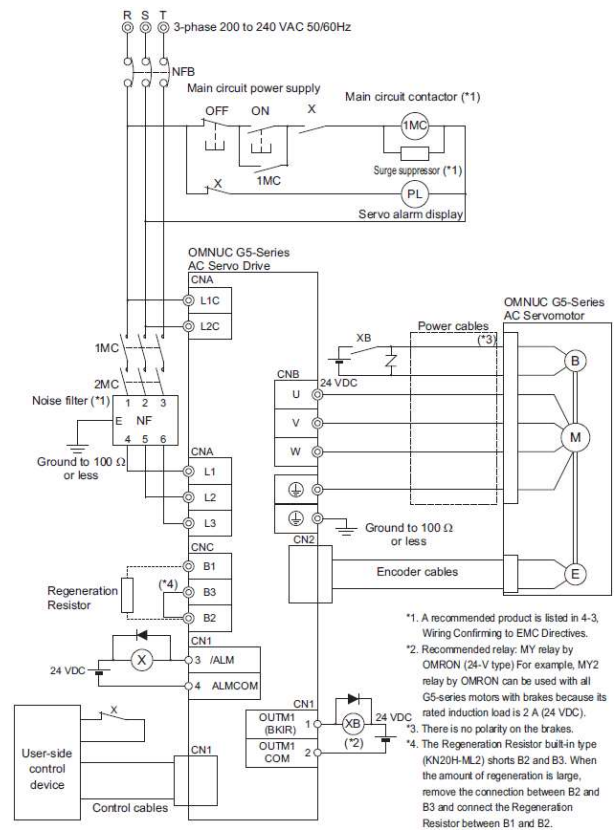 R S T
3-phase 200 to 240 VAC 50/60Hz
NFB
Main circuit power supply
Main circuit contactor (*1)
OFF ON X
1MC
1MC
Surge suppressor (*1)
X
PL
Servo alarm display
OMNUC G5-Series
AC Servo Drive
CNA
L1C
L2C
OMNUC G5-Series
AC Servomotor
XB
Power cables
(*3)
1MC
2MC
CNB
24 VDC
B
Noise filter (*1)
1 2 3
E NF
4 5 6
U
V
W
M
Ground to 100 Ω
or less
CNA
L1
L2
L3
Ground to 100 Ω
or less
CNC
B1
B3
B2
(*4)
Regeneration
Resistor
CN2
Encoder cables
E
CN1
X
3 /ALM
24 VDC
4 ALMCOM
X
User-side
control
device
CN1
Control cables
CN1
OUTM1
(BKIR)
1
XB
24 VDC
(*2)
OUTM1
COM
2
*1. A recommended product is listed in 4-3,
Wiring Confirming to EMC Directives.
*2. Recommended relay: MY relay by
OMRON (24-V type) For example, MY2
relay by OMRON can be used with all
G5-series motors with brakes because its
rated induction load is 2 A (24 VDC).
*3. There is no polarity on the brakes.
*4. The Regeneration Resistor built-in type
(KN20H-ML2) shorts B2 and B3. When
the amount of regeneration is large,
remove the connection between B2 and
B3 and connect the Regeneration
Resistor between B1 and B2.